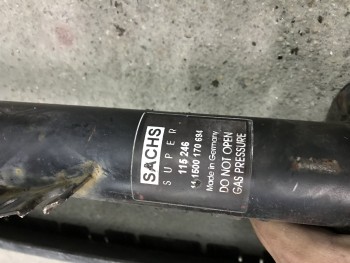 SACHS
SUPER
115 246
** 1500 170 684
Made in Germany
DO NOT OPEN
GAS PRESSURE